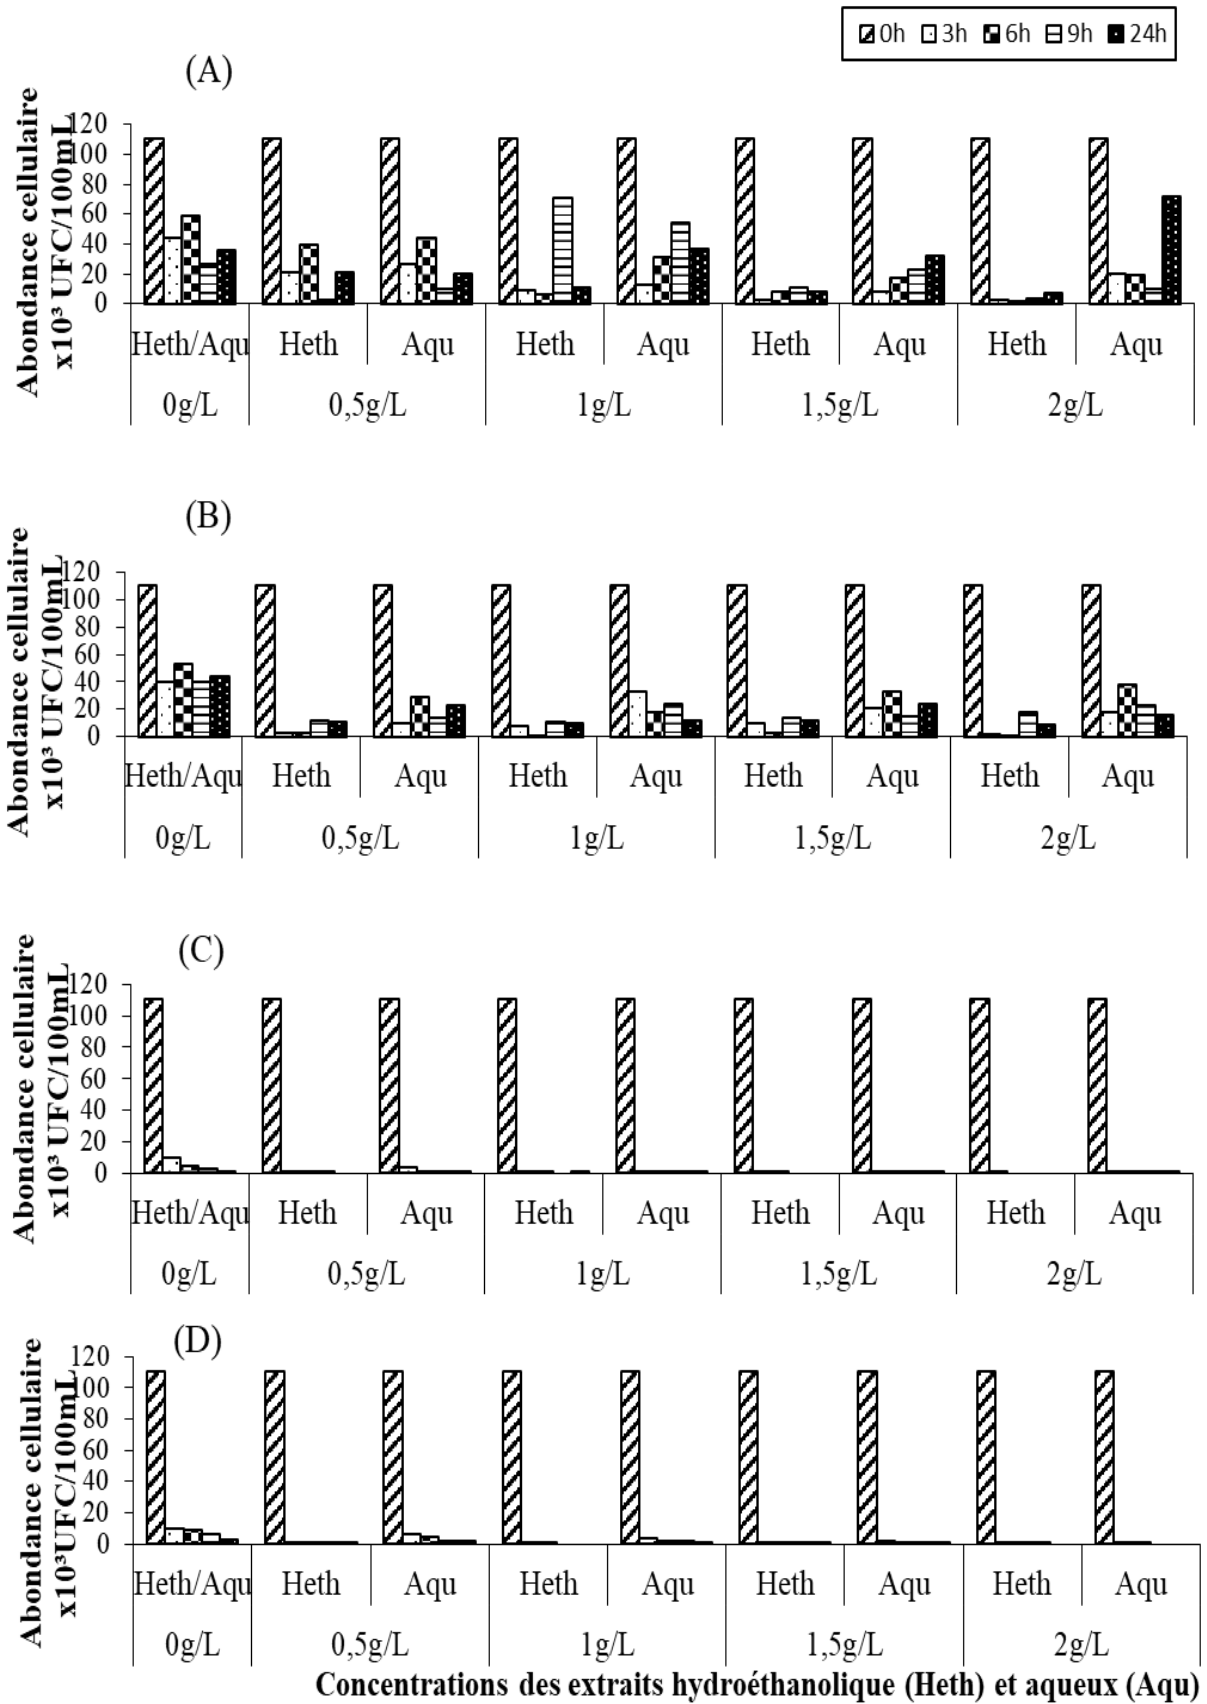 0h 3h 6h 9h 24h
(A)
Abondance cellulaire
x10³ UFC/100mL
120
100
80
60
40
20
0
Heth/Aqu Heth Aqu Heth Aqu Heth Aqu Heth Aqu
0g/L 0,5g/L 1g/L 1,5g/L 2g/L
(B)
Abondance cellulaire
x10³ UFC/100mL
120
100
80
60
40
20
0
Heth/Aqu Heth Aqu Heth Aqu Heth Aqu Heth Aqu
0g/L 0,5g/L 1g/L 1,5g/L 2g/L
(C)
Abondance cellulaire
x10³ UFC/100mL
120
100
80
60
40
20
0
Heth/Aqu Heth Aqu Heth Aqu Heth Aqu Heth Aqu
0g/L 0,5g/L 1g/L 1,5g/L 2g/L
(D)
Abondance cellulaire
x10³UFC/100mL
120
100
80
60
40
20
0
Heth/Aqu Heth Aqu Heth Aqu Heth Aqu Heth Aqu
0g/L 0,5g/L 1g/L 1,5g/L 2g/L
Concentrations des extraits hydroéthanolique (Heth) et aqueux (Aqu)